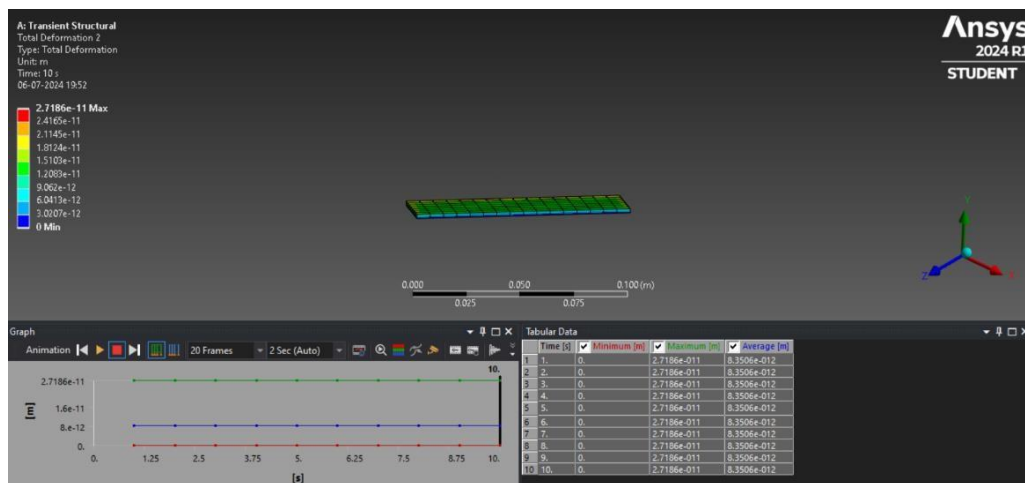 A: Transient Structural
Total Deformation 2
Type: Total Deformation
Unit: m
Time: 10 s
06-07-2024 19:52
2.7186e-11 Max
2.4165e-11
2.1145e-11
1.8124e-11
1.5103e-11
1.2083e-11
9.062e-12
6.0413e-12
3.0207e-12
0 Min
Ansys
2024 R1
STUDENT
0.000 0.050 0.100 (m)
0.025 0.075
Y
Z X
Graph
Animation 20 Frames 2 Sec (Auto)
10.
2.7186e-11
1.6e-11
8.e-12
0.
[m]
0. 1.25 2.5 3.75 5. 6.25 7.5 8.75 10.
[s]
Tabular Data
Time [s] Minimum [m] Maximum [m] Average [m]
1 1. 0. 2.7186e-011 8.3506e-012
2 2. 0. 2.7186e-011 8.3506e-012
3 3. 0. 2.7186e-011 8.3506e-012
4 4. 0. 2.7186e-011 8.3506e-012
5 5. 0. 2.7186e-011 8.3506e-012
6 6. 0. 2.7186e-011 8.3506e-012
7 7. 0. 2.7186e-011 8.3506e-012
8 8. 0. 2.7186e-011 8.3506e-012
9 9. 0. 2.7186e-011 8.3506e-012
10 10. 0. 2.7186e-011 8.3506e-012